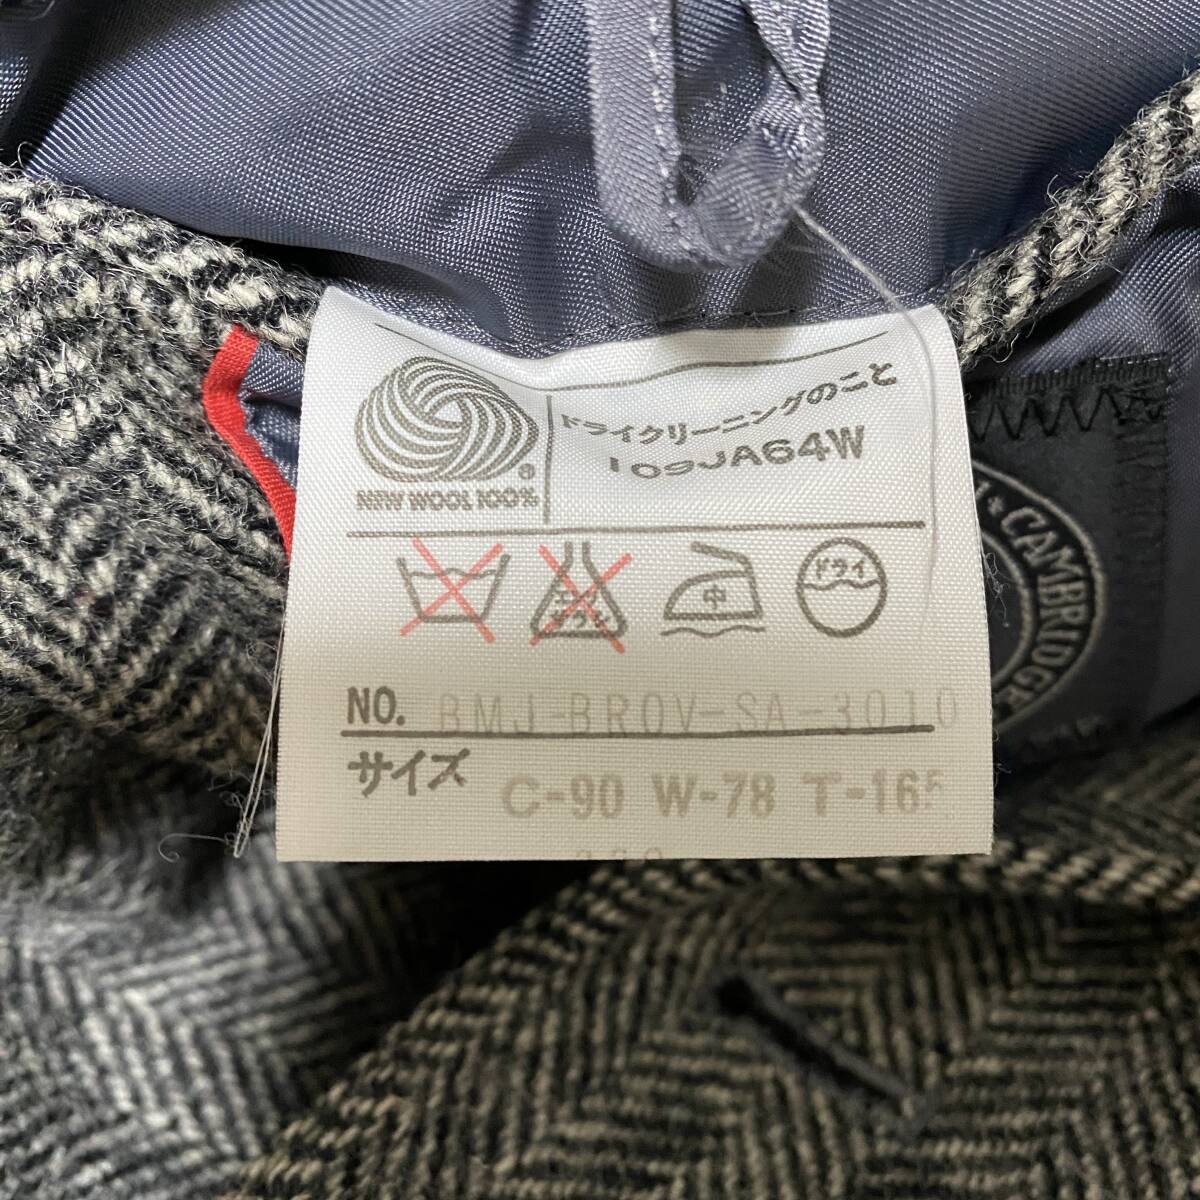 ドライクリーニングのこと
109JA64W
NEW WOOL 100%
中
ドライ
NO. BMJ-BROV-SA-3010
サイズ C-90 W-78 T-165
CAMBRIDGE